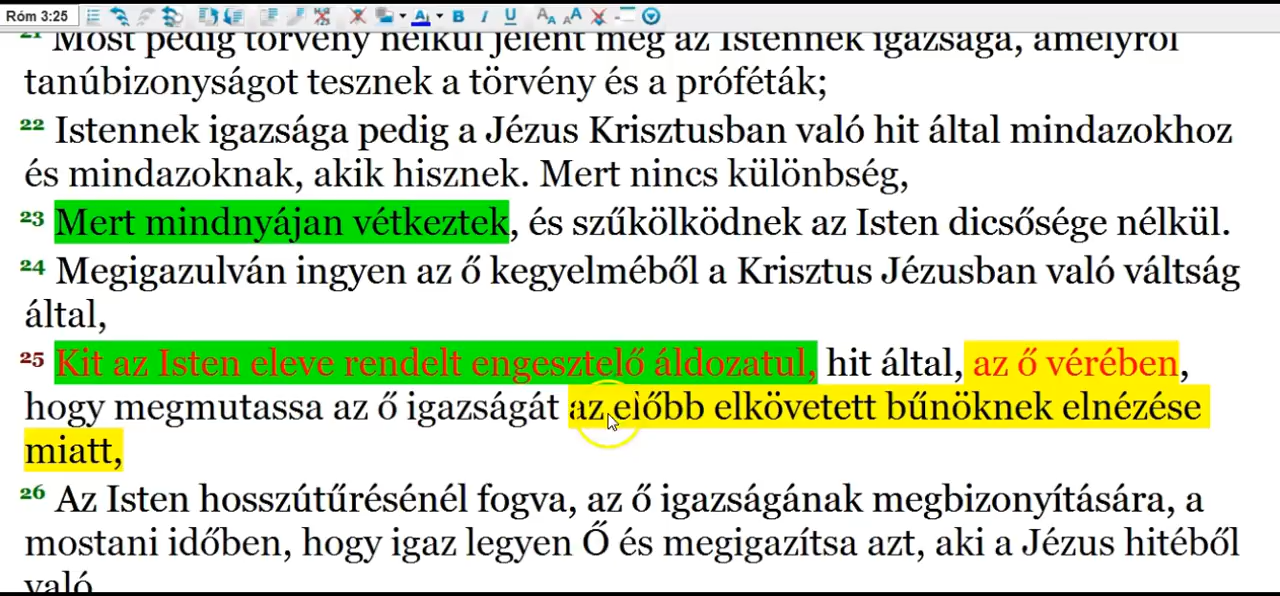 Róm 3:25
21 Most pedig törvény nélkül jelent meg az Istennek igazsága, amelyről
tanúbizonyságot tesznek a törvény és a próféták;
22 Istennek igazsága pedig a Jézus Krisztusban való hit által mindazokhoz
és mindazoknak, akik hisznek. Mert nincs különbség,
23 Mert mindnyájan vétkeztek, és szűkölködnek az Isten dicsősége nélkül.
24 Megigazulván ingyen az ő kegyelméből a Krisztus Jézusban való váltság
által,
25 Kit az Isten eleve rendelt engesztelő áldozatul, hit által, az ő vérében,
hogy megmutassa az ő igazságát az előbb elkövetett bűnöknek elnézése
miatt,
26 Az Isten hosszútűrésénél fogva, az ő igazságának megbizonyítására, a
mostani időben, hogy igaz legyen Ő és megigazítsa azt, aki a Jézus hitéből
való.